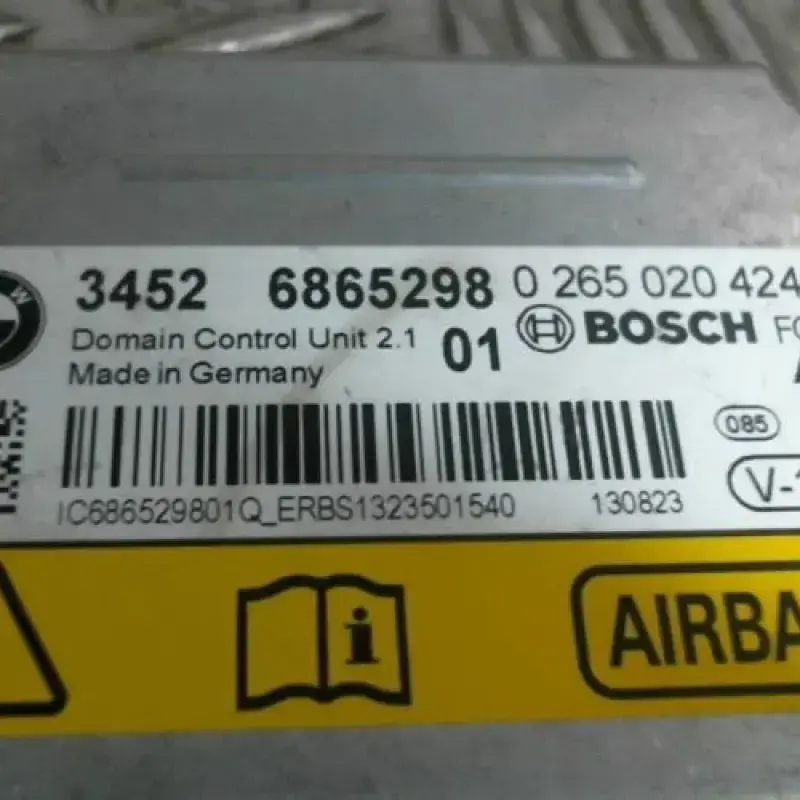 3452 6865298 0 265 020 424
Domain Control Unit 2.1 01 BOSCH
Made in Germany
085
IC686529801Q_ERBS1323501540 130823
i